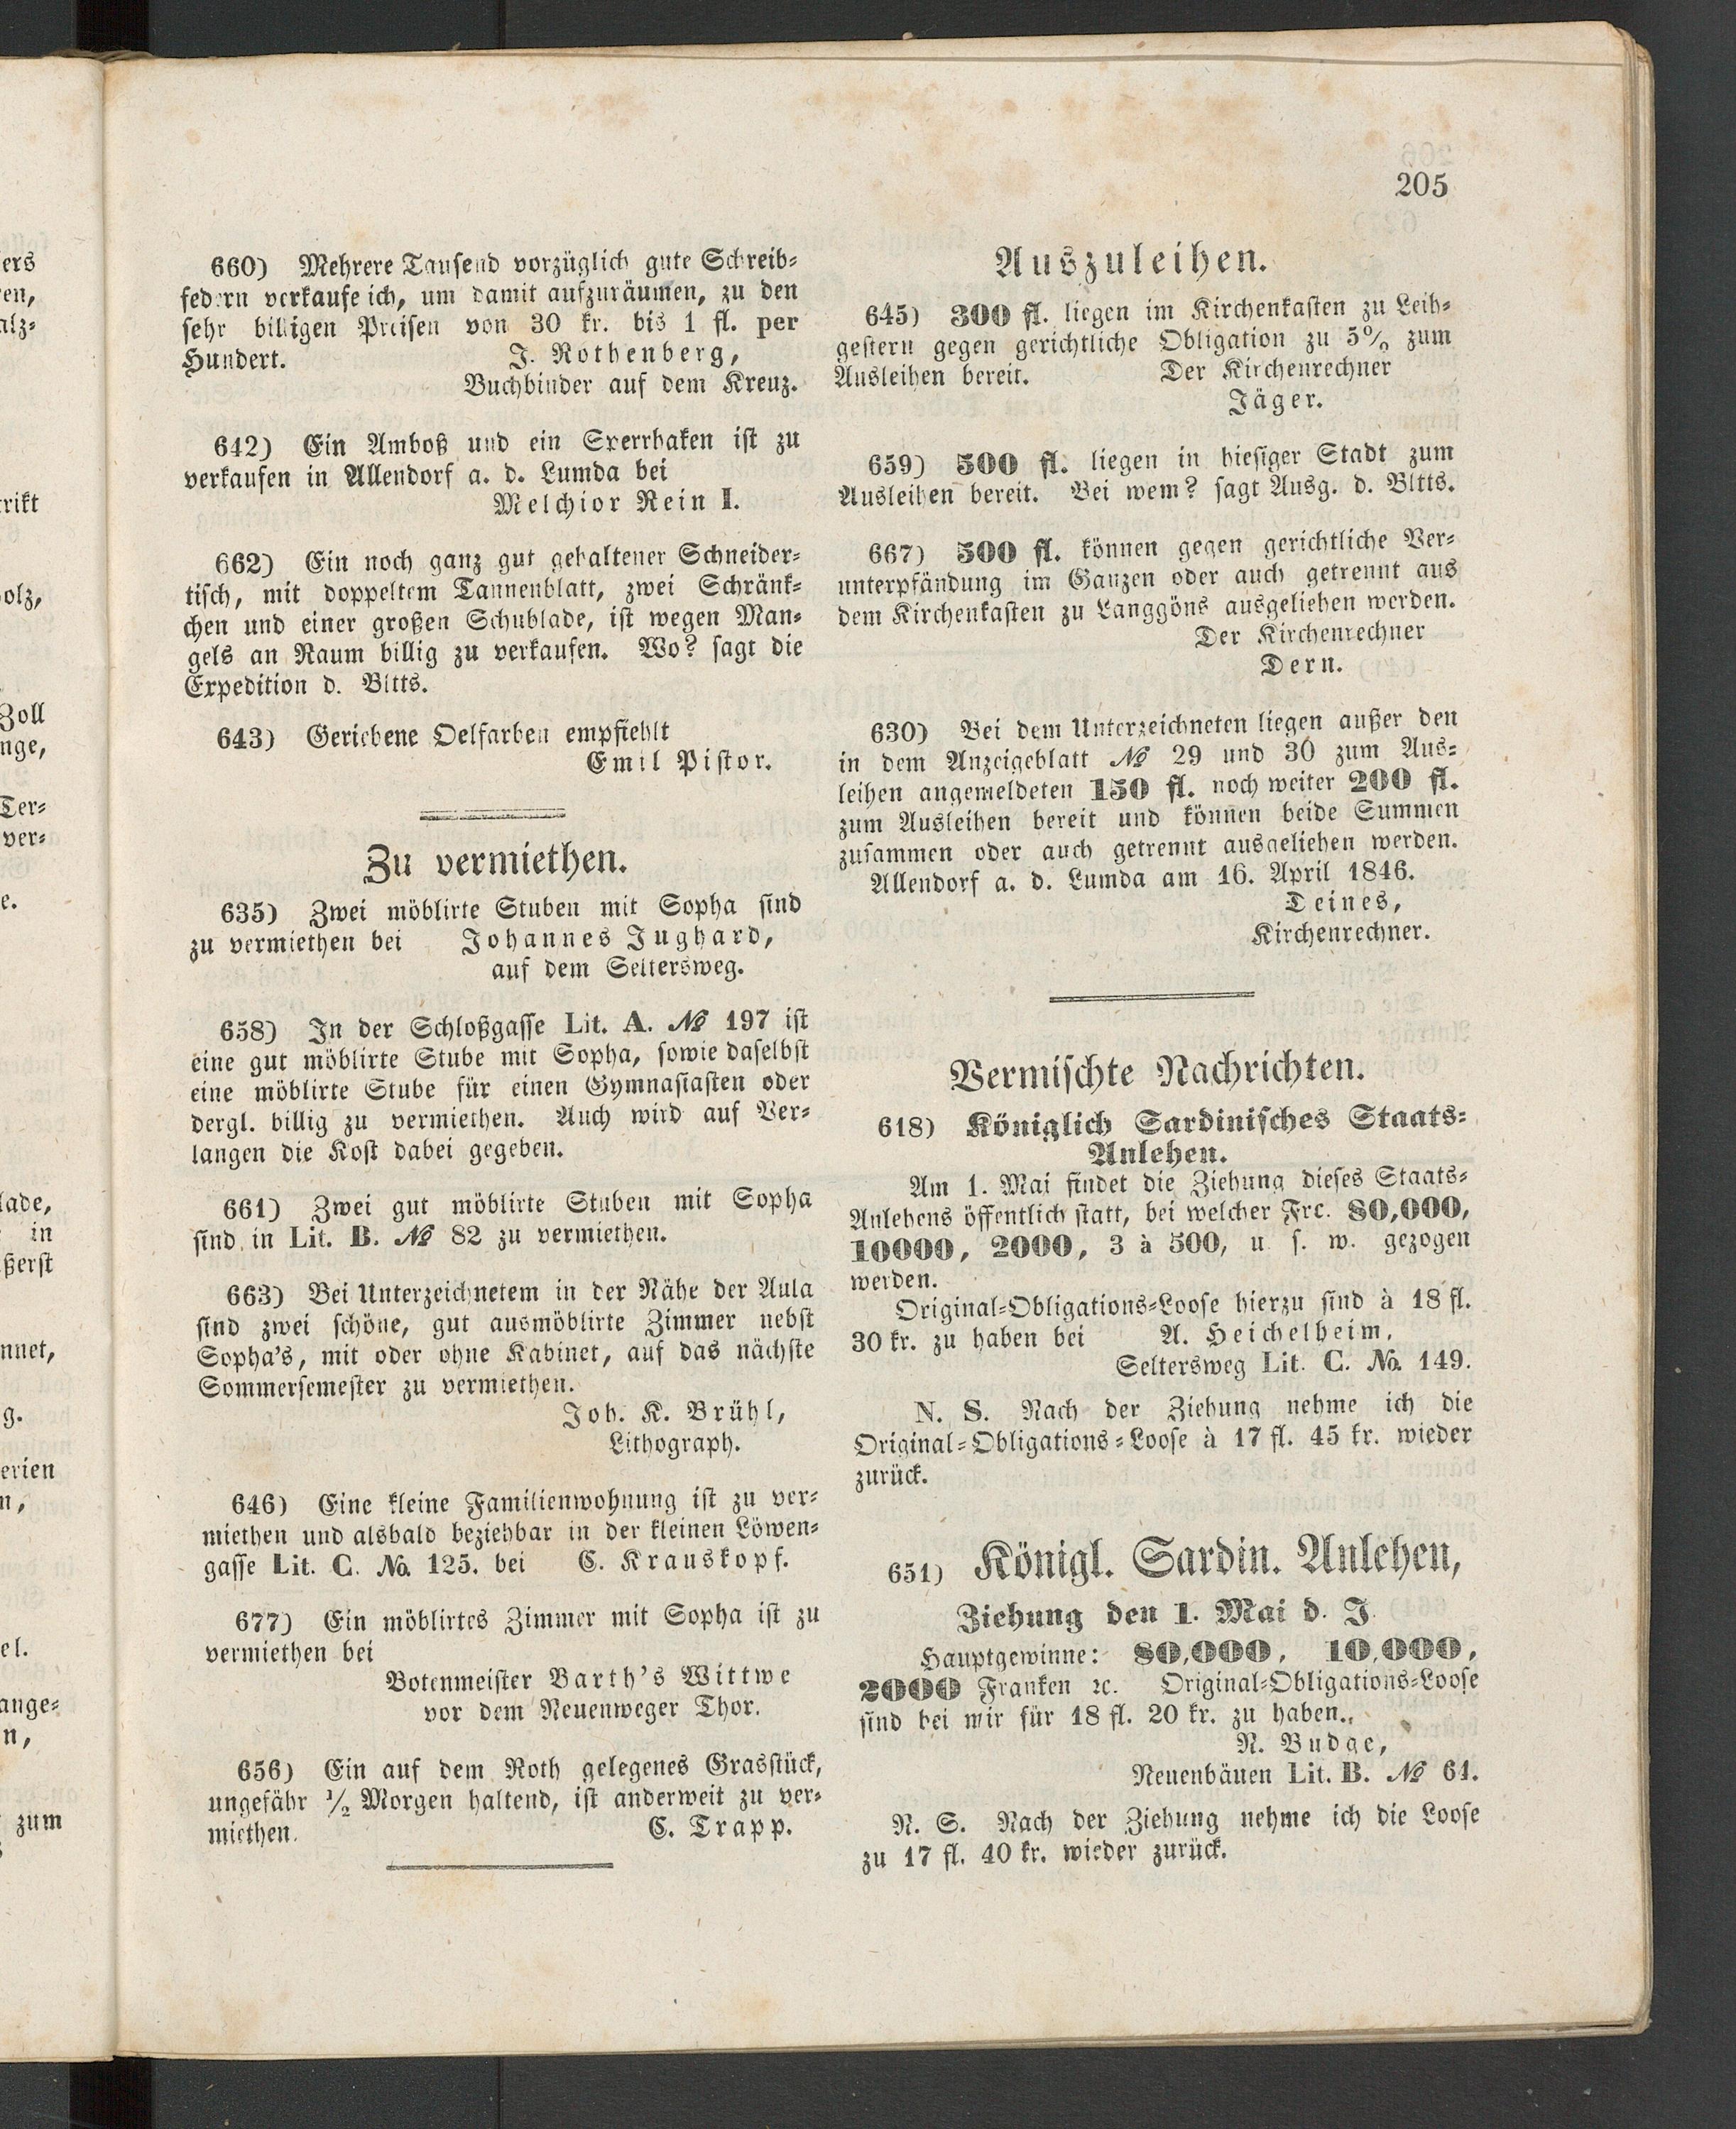 205
660) Mehrere Tausend vorzüglich gute Schreib-
federn verkaufe ich, um damit aufzuräumen, zu den
sehr billigen Preisen von 30 kr. bis 1 fl. per
Hundert. J. Rothenberg,
Buchbinder auf dem Kreuz.
642) Ein Amboß und ein Sperrhaken ist zu
verkaufen in Allendorf a. d. Lumda bei
Melchior Rein I.
662) Ein noch ganz gut gehaltener Schneider-
tisch, mit doppeltem Tannenblatt, zwei Schränk-
chen und einer großen Schublade, ist wegen Man-
gels an Raum billig zu verkaufen. Wo? sagt die
Expedition d. Bltts.
643) Geriebene Oelfarben empfiehlt
Emil Pistor.
Zu vermiethen.
635) Zwei möblirte Stuben mit Sopha sind
zu vermiethen bei Johannes Jughard,
auf dem Seltersweg.
658) In der Schloßgasse Lit. A. № 197 ist
eine gut möblirte Stube mit Sopha, sowie daselbst
eine möblirte Stube für einen Gymnasiasten oder
dergl. billig zu vermiethen. Auch wird auf Ver-
langen die Kost dabei gegeben.
661) Zwei gut möblirte Stuben mit Sopha
sind in Lit. B. № 82 zu vermiethen.
663) Bei Unterzeichnetem in der Nähe der Aula
sind zwei schöne, gut ausmöblirte Zimmer nebst
Sopha's, mit oder ohne Kabinet, auf das nächste
Sommersemester zu vermiethen.
Joh. K. Brühl,
Lithograph.
646) Eine kleine Familienwohnung ist zu ver-
miethen und alsbald beziehbar in der kleinen Löwen-
gasse Lit. C. No. 125. bei C. Krauskopf.
677) Ein möblirtes Zimmer mit Sopha ist zu
vermiethen bei
Botenmeister Barth's Wittwe
vor dem Neuenweger Thor.
656) Ein auf dem Roth gelegenes Grasstück,
ungefähr 1/2 Morgen haltend, ist anderweit zu ver-
miethen. C. Trapp.
Auszuleihen.
645) 300 fl. liegen im Kirchenkasten zu Leih-
gestern gegen gerichtliche Obligation zu 5% zum
Ausleihen bereit. Der Kirchenrechner
Jäger.
659) 500 fl. liegen in hiesiger Stadt zum
Ausleihen bereit. Bei wem? sagt Ausg. d. Bltts.
667) 500 fl. können gegen gerichtliche Ver-
unterpfändung im Ganzen oder auch getrennt aus
dem Kirchenkasten zu Langgöns ausgeliehen werden.
Der Kirchenrechner
Dern.
630) Bei dem Unterzeichneten liegen außer den
in dem Anzeigeblatt № 29 und 30 zum Aus-
leihen angemeldeten 150 fl. noch weiter 200 fl.
zum Ausleihen bereit und können beide Summen
zusammen oder auch getrennt ausgeliehen werden.
Allendorf a. d. Lumda am 16. April 1846.
Deines,
Kirchenrechner.
Vermischte Nachrichten.
618) Königlich Sardinisches Staats-
Anlehen.
Am 1. Mai findet die Ziehung dieses Staats-
Anlehens öffentlich statt, bei welcher Frc. 80,000,
10000, 2000, 3 à 500, u. s. w. gezogen
werden.
Original-Obligations-Loose hierzu sind à 18 fl.
30 kr. zu haben bei A. Heichelheim,
Seltersweg Lit. C. No. 149.
N. S. Nach der Ziehung nehme ich die
Original-Obligations-Loose à 17 fl. 45 kr. wieder
zurück.
651) Königl. Sardin. Anlehen,
Ziehung den 1. Mai d. J.
Hauptgewinne: 80,000, 10,000,
2000 Franken ꝛc. Original-Obligations-Loose
sind bei mir für 18 fl. 20 kr. zu haben.
N. Budge,
Neuenbäuen Lit. B. № 61.
N. S. Nach der Ziehung nehme ich die Loose
zu 17 fl. 40 kr. wieder zurück.